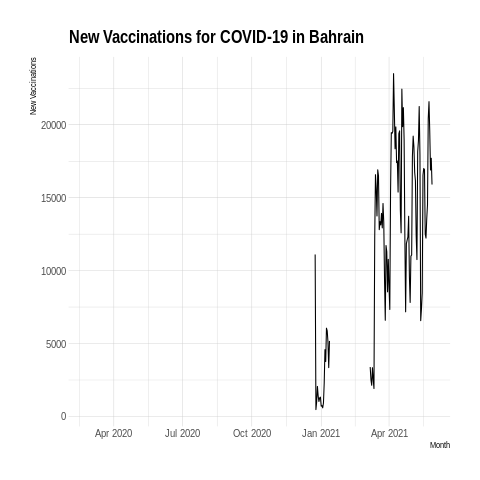 New Vaccinations for COVID-19 in Bahrain
New Vaccinations
20000
15000
10000
5000
0
Apr 2020 Jul 2020 Oct 2020 Jan 2021 Apr 2021
Month